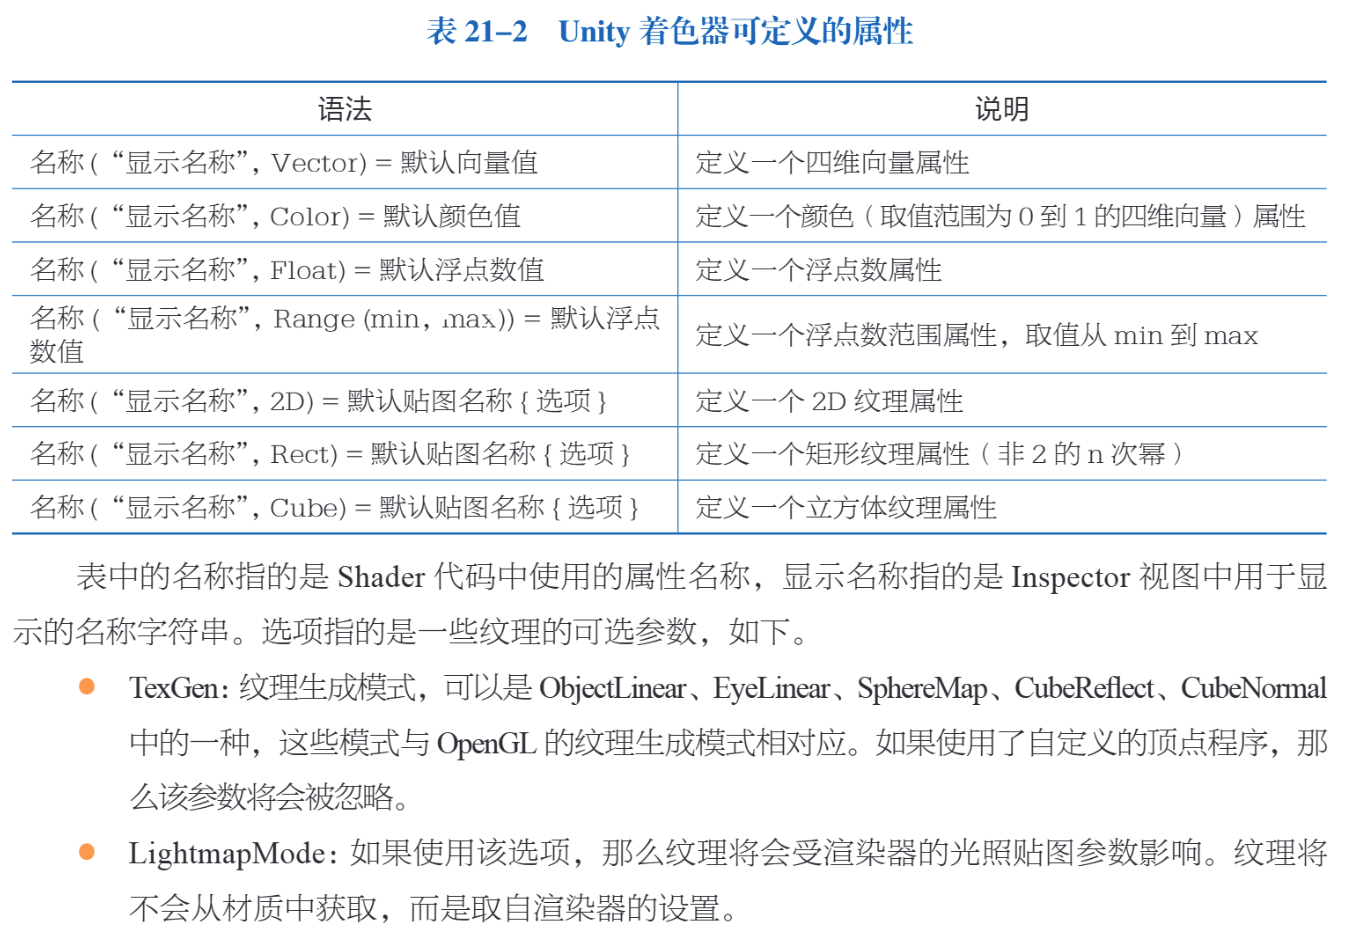 表 21-2 Unity 着色器可定义的属性
语法 说明
名称 ( “显示名称”, Vector) = 默认向量值 定义一个四维向量属性
名称 ( “显示名称”, Color) = 默认颜色值 定义一个颜色（取值范围为 0 到 1 的四维向量）属性
名称 ( “显示名称”, Float) = 默认浮点数值 定义一个浮点数属性
名称 ( “显示名称”, Range (min, max)) = 默认浮点
数值
定义一个浮点数范围属性，取值从 min 到 max
名称 ( “显示名称”, 2D) = 默认贴图名称 { 选项 } 定义一个 2D 纹理属性
名称 ( “显示名称”, Rect) = 默认贴图名称 { 选项 } 定义一个矩形纹理属性（非 2 的 n 次幂）
名称 ( “显示名称”, Cube) = 默认贴图名称 { 选项 } 定义一个立方体纹理属性
表中的名称指的是 Shader 代码中使用的属性名称，显示名称指的是 Inspector 视图中用于显
示的名称字符串。选项指的是一些纹理的可选参数，如下。
● TexGen：纹理生成模式，可以是 ObjectLinear、EyeLinear、SphereMap、CubeReflect、CubeNormal
中的一种，这些模式与 OpenGL 的纹理生成模式相对应。如果使用了自定义的顶点程序，那
么该参数将会被忽略。
● LightmapMode：如果使用该选项，那么纹理将会受渲染器的光照贴图参数影响。纹理将
不会从材质中获取，而是取自渲染器的设置。